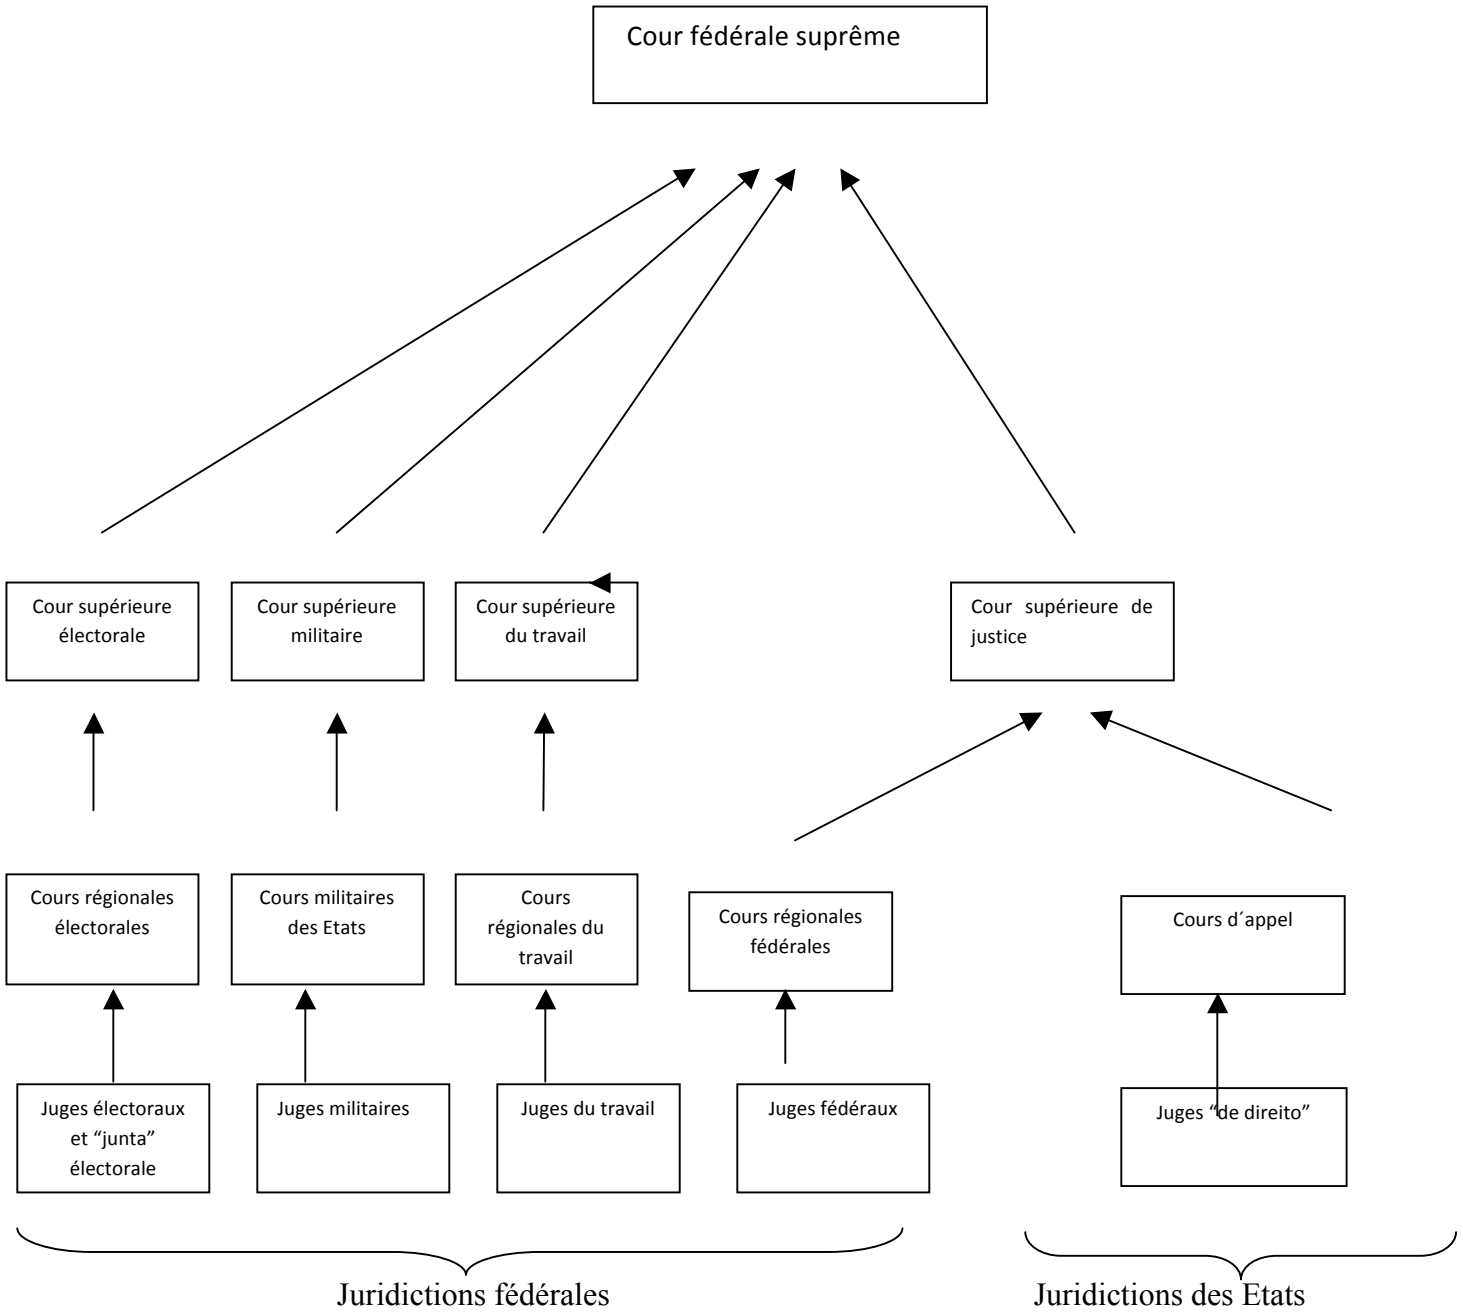 Cour fédérale suprême
Cour supérieure
électorale
Cour supérieure
militaire
Cour supérieure
du travail
Cour supérieure de
justice
Cours régionales
électorales
Cours militaires
des Etats
Cours
régionales du
travail
Cours régionales
fédérales
Cours d´appel
Juges électoraux
et “junta”
électorale
Juges militaires
Juges du travail
Juges fédéraux
Juges “de direito”
Juridictions fédérales
Juridictions des Etats